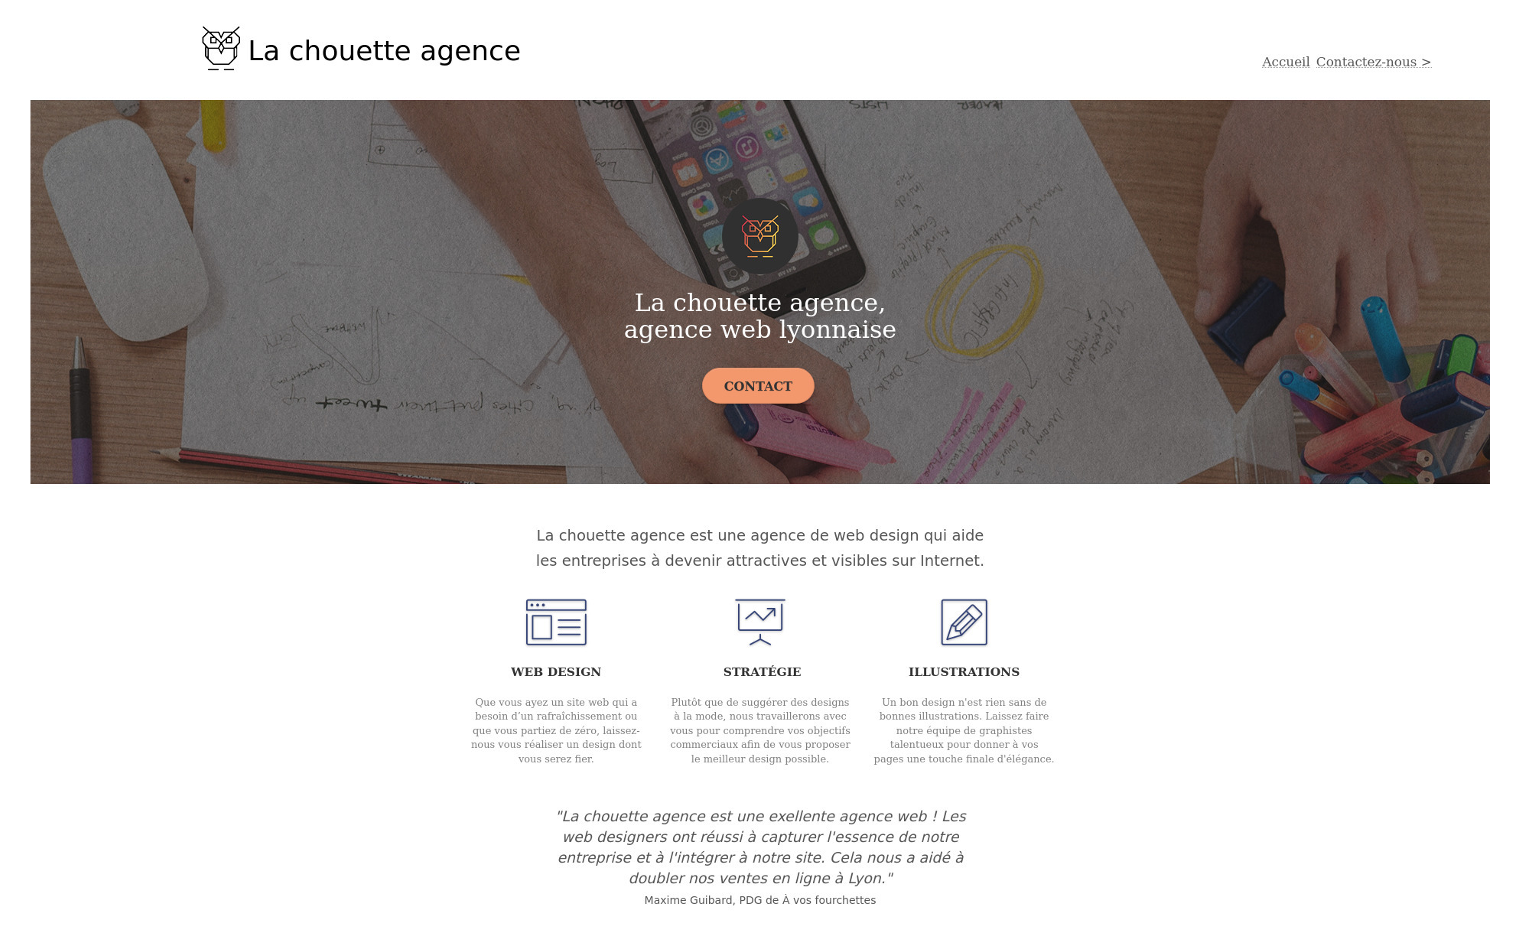 La chouette agence
Accueil Contactez-nous >
La chouette agence,
agence web lyonnaise
CONTACT
La chouette agence est une agence de web design qui aide
les entreprises à devenir attractives et visibles sur Internet.
WEB DESIGN
Que vous ayez un site web qui a
besoin d’un rafraîchissement ou
que vous partiez de zéro, laissez-
nous vous réaliser un design dont
vous serez fier.
STRATÉGIE
Plutôt que de suggérer des designs
à la mode, nous travaillerons avec
vous pour comprendre vos objectifs
commerciaux afin de vous proposer
le meilleur design possible.
ILLUSTRATIONS
Un bon design n'est rien sans de
bonnes illustrations. Laissez faire
notre équipe de graphistes
talentueux pour donner à vos
pages une touche finale d'élégance.
"La chouette agence est une exellente agence web ! Les
web designers ont réussi à capturer l'essence de notre
entreprise et à l'intégrer à notre site. Cela nous a aidé à
doubler nos ventes en ligne à Lyon."
Maxime Guibard, PDG de À vos fourchettes